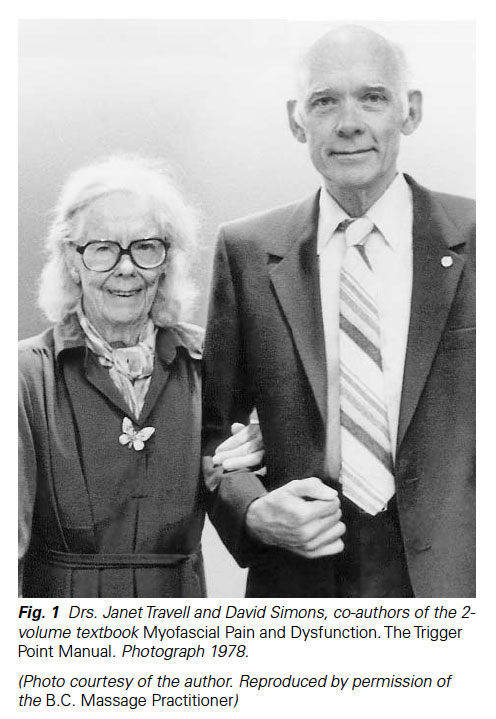 Fig. 1 Drs. Janet Travell and David Simons, co-authors of the 2-
volume textbook Myofascial Pain and Dysfunction. The Trigger
Point Manual. Photograph 1978.
(Photo courtesy of the author. Reproduced by permission of
the B.C. Massage Practitioner)